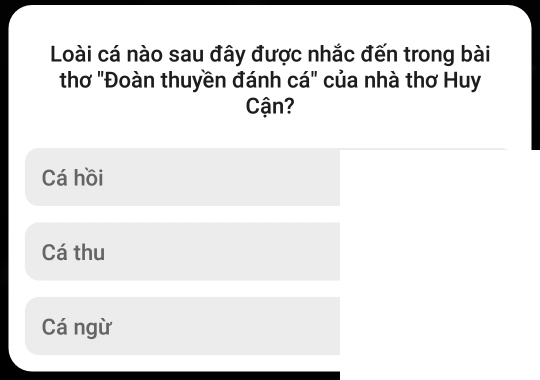 Loài cá nào sau đây được nhắc đến trong bài
thơ "Đoàn thuyền đánh cá" của nhà thơ Huy
Cận?
Cá hồi
Cá thu
Cá ngừ